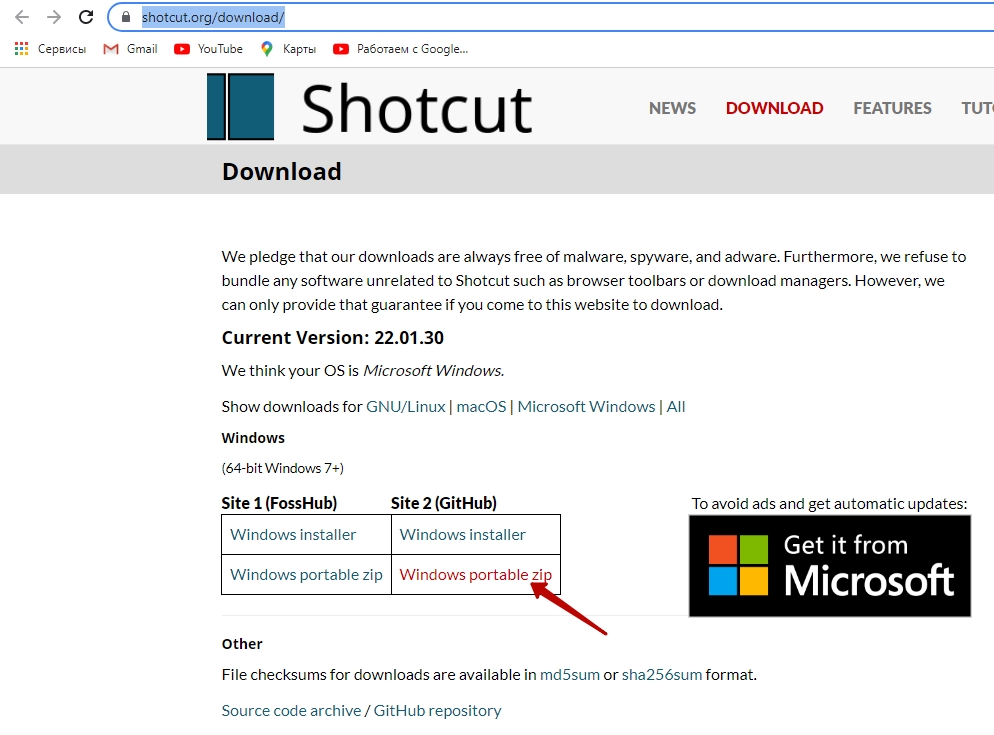 shotcut.org/download/
Сервисы Gmail YouTube Карты Работаем с Google...
Shotcut
NEWS DOWNLOAD FEATURES TUT
Download
We pledge that our downloads are always free of malware, spyware, and adware. Furthermore, we refuse to
bundle any software unrelated to Shotcut such as browser toolbars or download managers. However, we
can only provide that guarantee if you come to this website to download.
Current Version: 22.01.30
We think your OS is Microsoft Windows.
Show downloads for GNU/Linux | macOS | Microsoft Windows | All
Windows
(64-bit Windows 7+)
Site 1 (FossHub) Site 2 (GitHub)
Windows installer Windows installer
Windows portable zip Windows portable zip
To avoid ads and get automatic updates:
Get it from
Microsoft
Other
File checksums for downloads are available in md5sum or sha256sum format.
Source code archive / GitHub repository